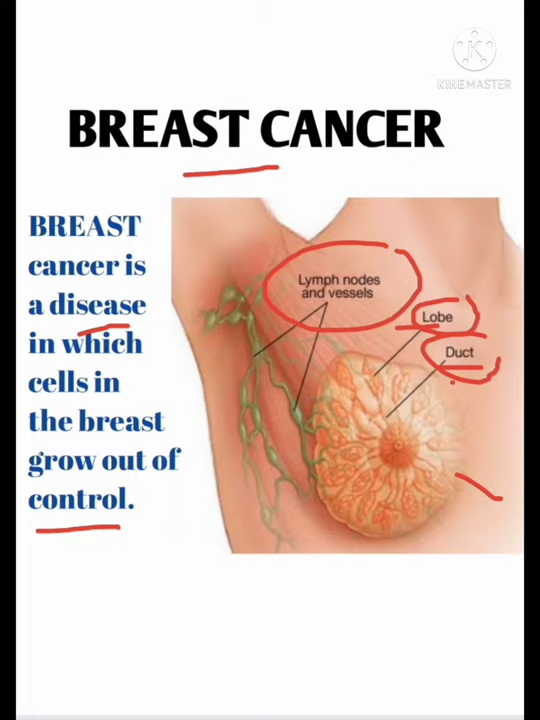 KINEMASTER
BREAST CANCER
BREAST
cancer is
a disease
in which
cells in
the breast
grow out of
control.
Lymph nodes
and vessels
Lobe
Duct